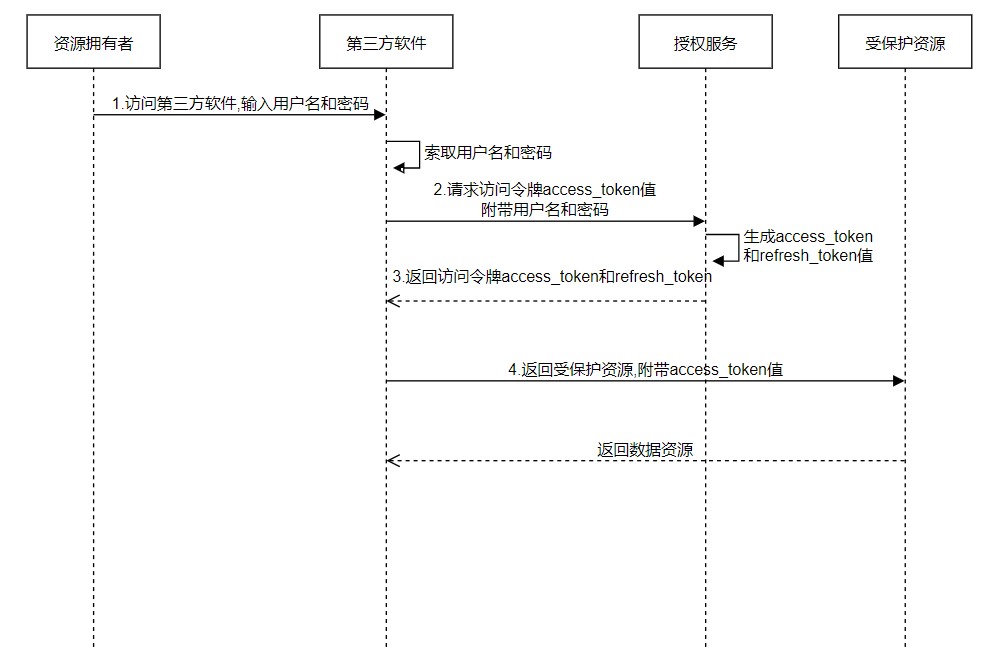 资源拥有者
第三方软件
授权服务
受保护资源
1.访问第三方软件,输入用户名和密码
索取用户名和密码
2.请求访问令牌access_token值
附带用户名和密码
生成access_token
和refresh_token值
3.返回访问令牌access_token和refresh_token
4.返回受保护资源,附带access_token值
返回数据资源